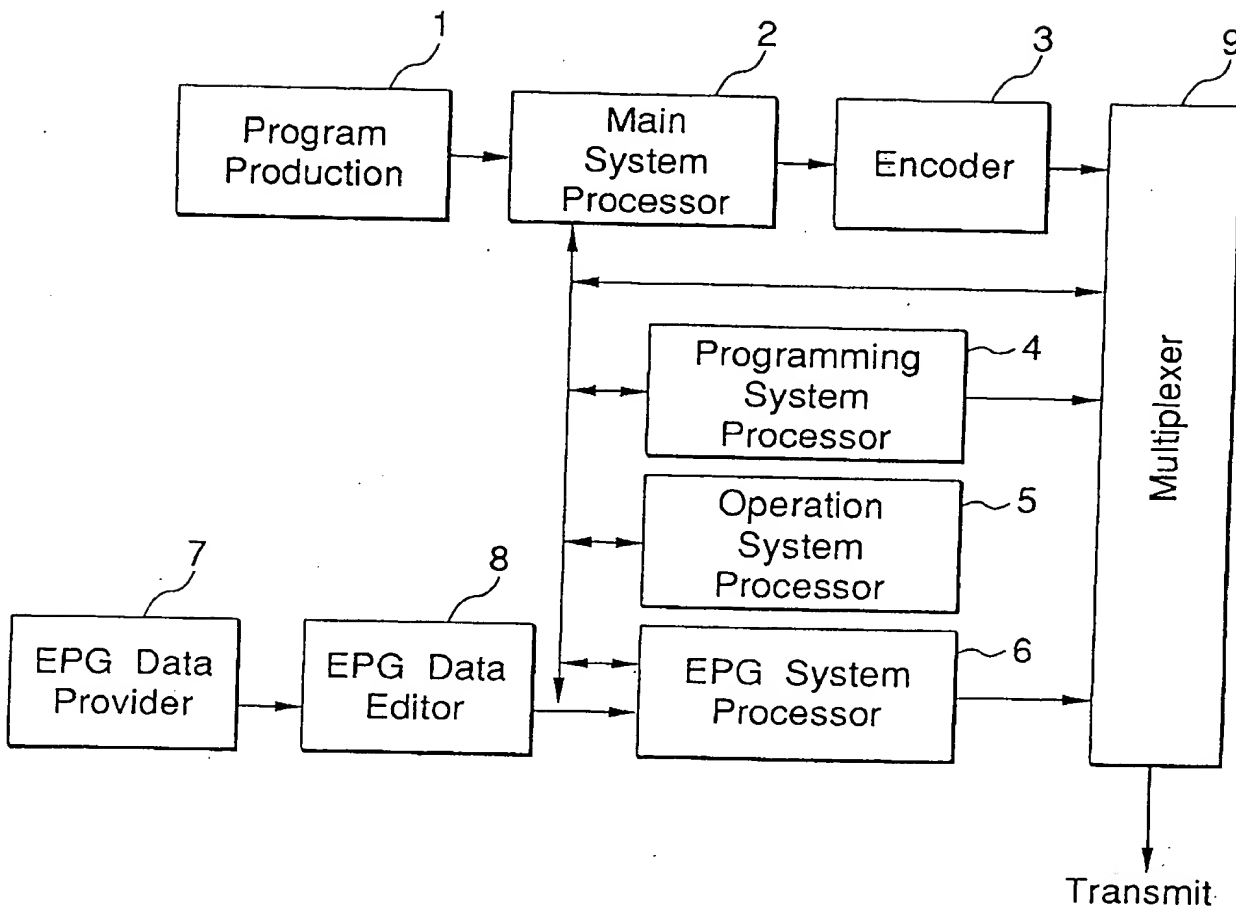 1
2
3
9
Program
Production
Main
System
Processor
Encoder
4
Programming
System
Processor
Multiplexer
5
Operation
System
Processor
7
8
6
EPG Data
Provider
EPG Data
Editor
EPG System
Processor
Transmit